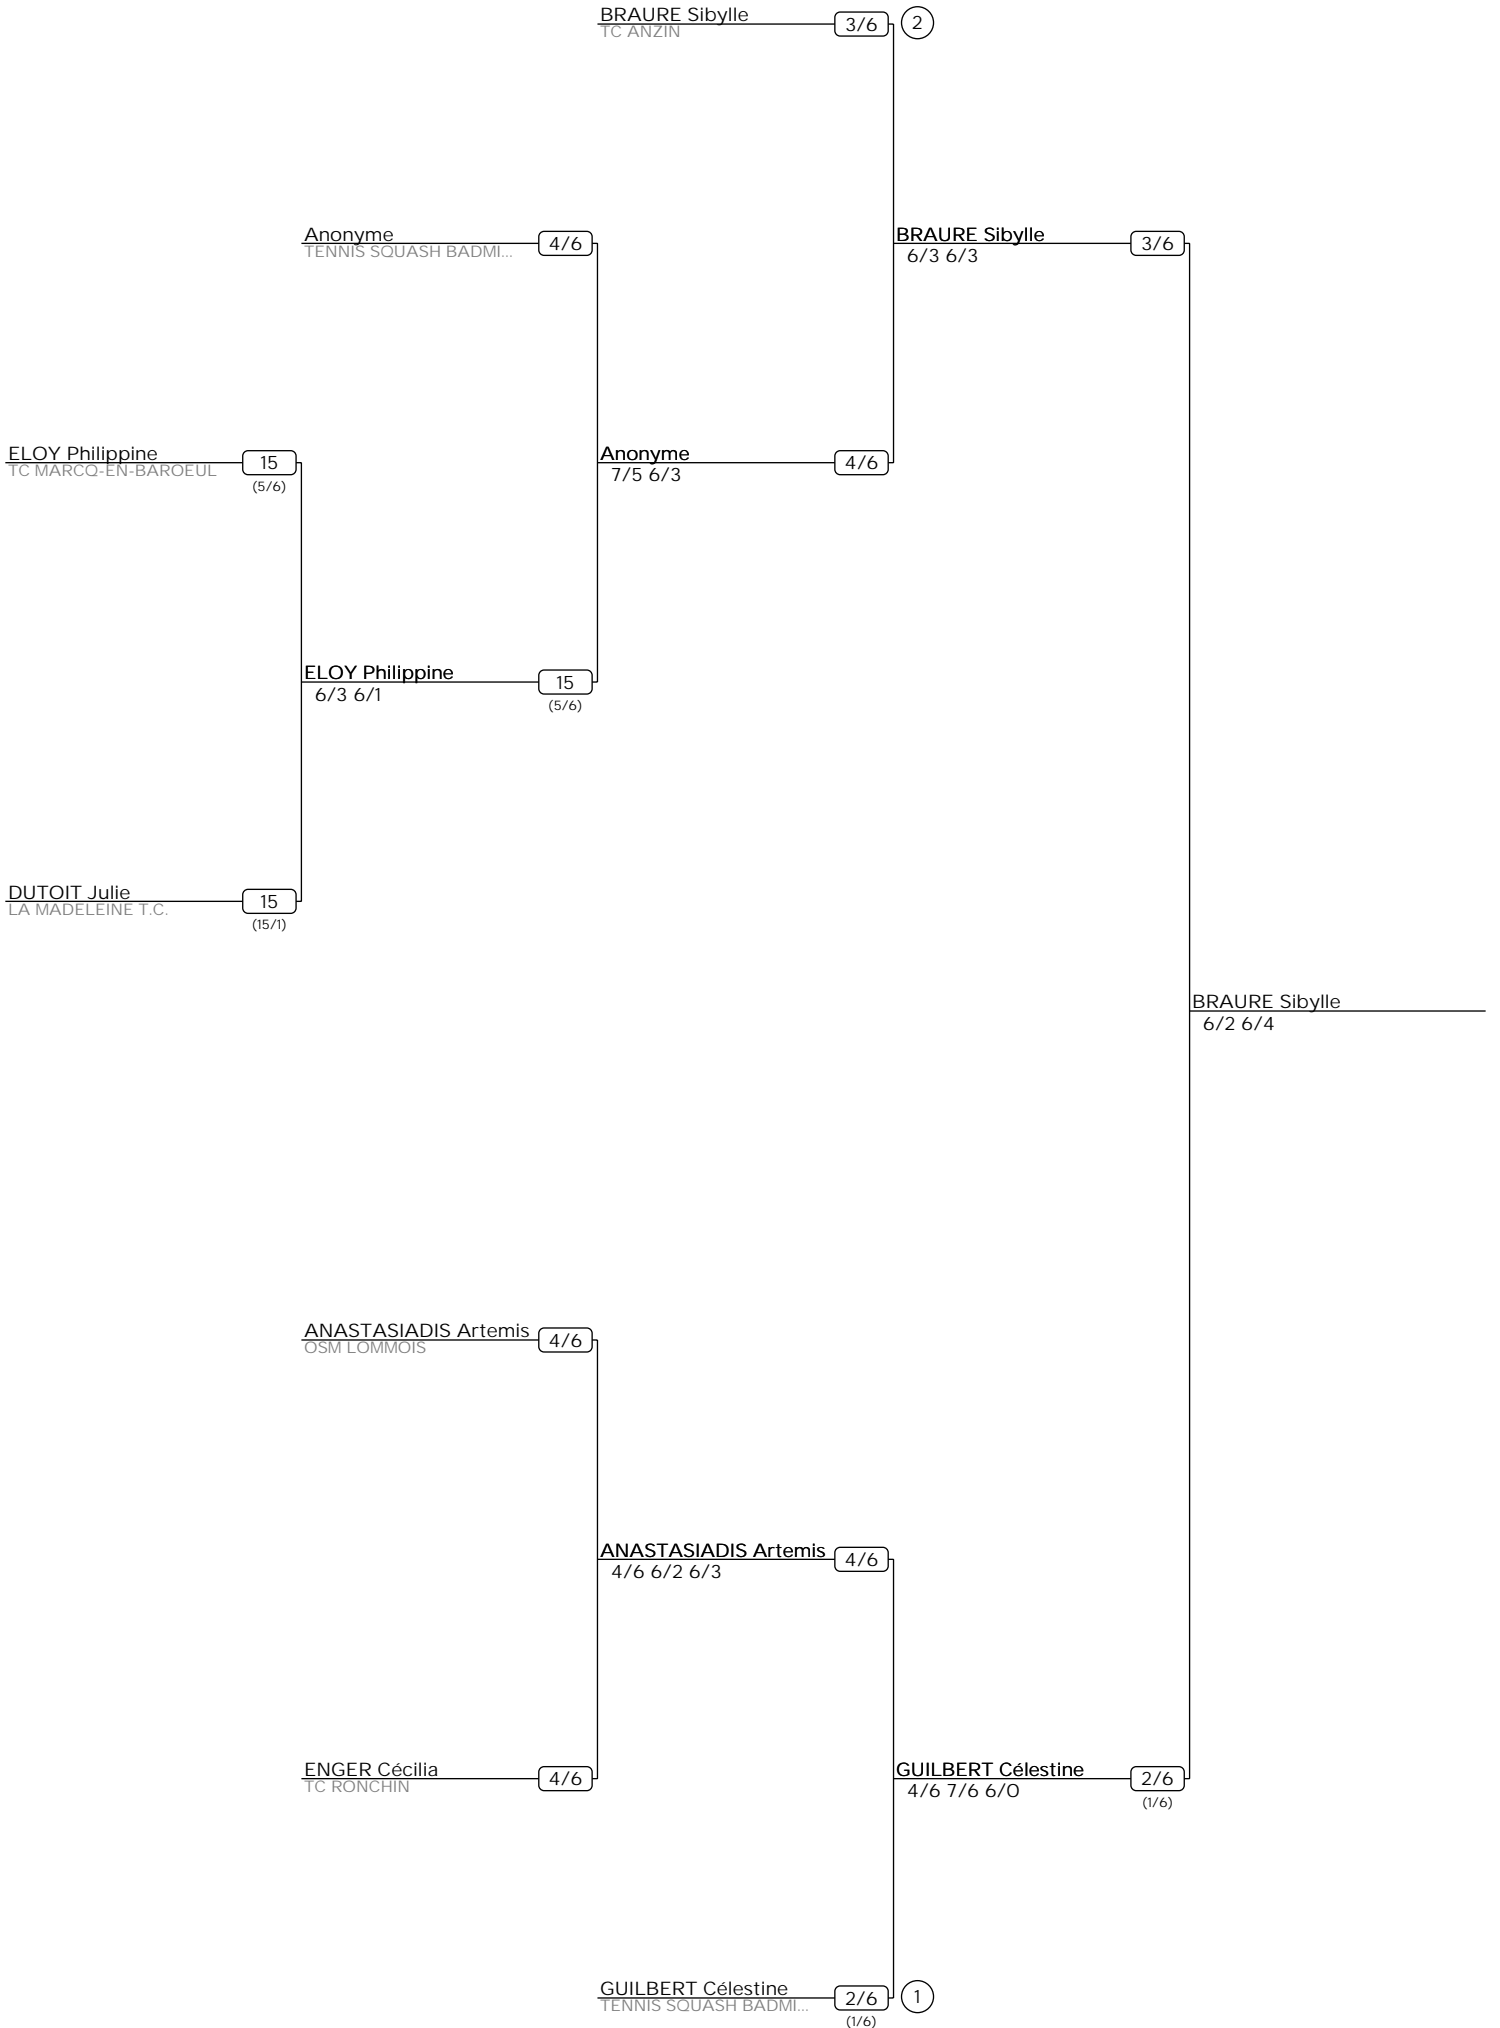 BRAURE Sibylle
TC ANZIN
3/6
2
Anonyme
TENNIS SQUASH BADMI...
4/6
BRAURE Sibylle
6/3 6/3
3/6
ELOY Philippine
TC MARCQ-EN-BAROEUL
15
(5/6)
Anonyme
7/5 6/3
4/6
ELOY Philippine
6/3 6/1
15
(5/6)
DUTOIT Julie
LA MADELEINE T.C.
15
(15/1)
BRAURE Sibylle
6/2 6/4
ANASTASIADIS Artemis
OSM LOMMOIS
4/6
ANASTASIADIS Artemis
4/6 6/2 6/3
4/6
ENGER Cécilia
TC RONCHIN
4/6
GUILBERT Célestine
4/6 7/6 6/0
2/6
(1/6)
GUILBERT Célestine
TENNIS SQUASH BADMI...
2/6
(1/6)
1